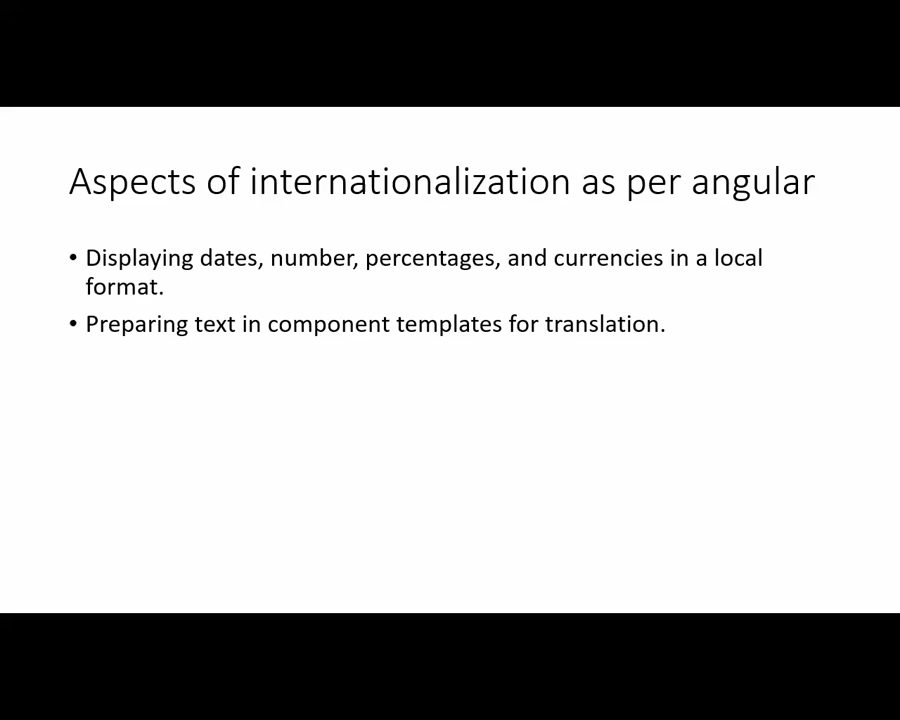 Aspects of internationalization as per angular
• Displaying dates, number, percentages, and currencies in a local
format.
• Preparing text in component templates for translation.